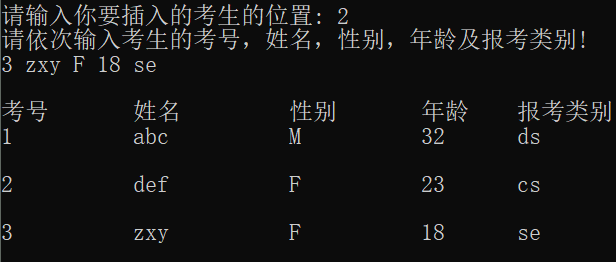 请输入你要插入的考生的位置: 2
请依次输入考生的考号，姓名，性别，年龄及报考类别!
3 zxy F 18 se
考号 姓名 性别 年龄 报考类别
1 abc M 32 ds
2 def F 23 cs
3 zxy F 18 se